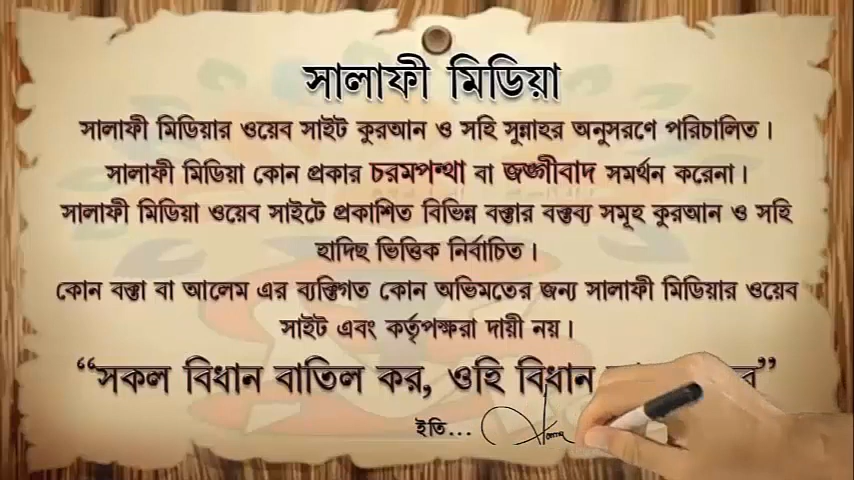 সালাফী মিডিয়া
সালাফী মিডিয়ার ওয়েব সাইট কুরআন ও সহি সুন্নাহর অনুসরণে পরিচালিত।
সালাফী মিডিয়া কোন প্রকার চরমপন্থা বা জঙ্গীবাদ সমর্থন করেনা।
সালাফী মিডিয়া ওয়েব সাইটে প্রকাশিত বিভিন্ন বক্তার বক্তব্য সমূহ কুরআন ও সহি
হাদিছ ভিত্তিক নির্বাচিত।
কোন বক্তা বা আলেম এর ব্যক্তিগত কোন অভিমতের জন্য সালাফী মিডিয়ার ওয়েব
সাইট এবং কর্তৃপক্ষরা দায়ী নয়।
“সকল বিধান বাতিল কর, ওহি বিধান
ইতি...